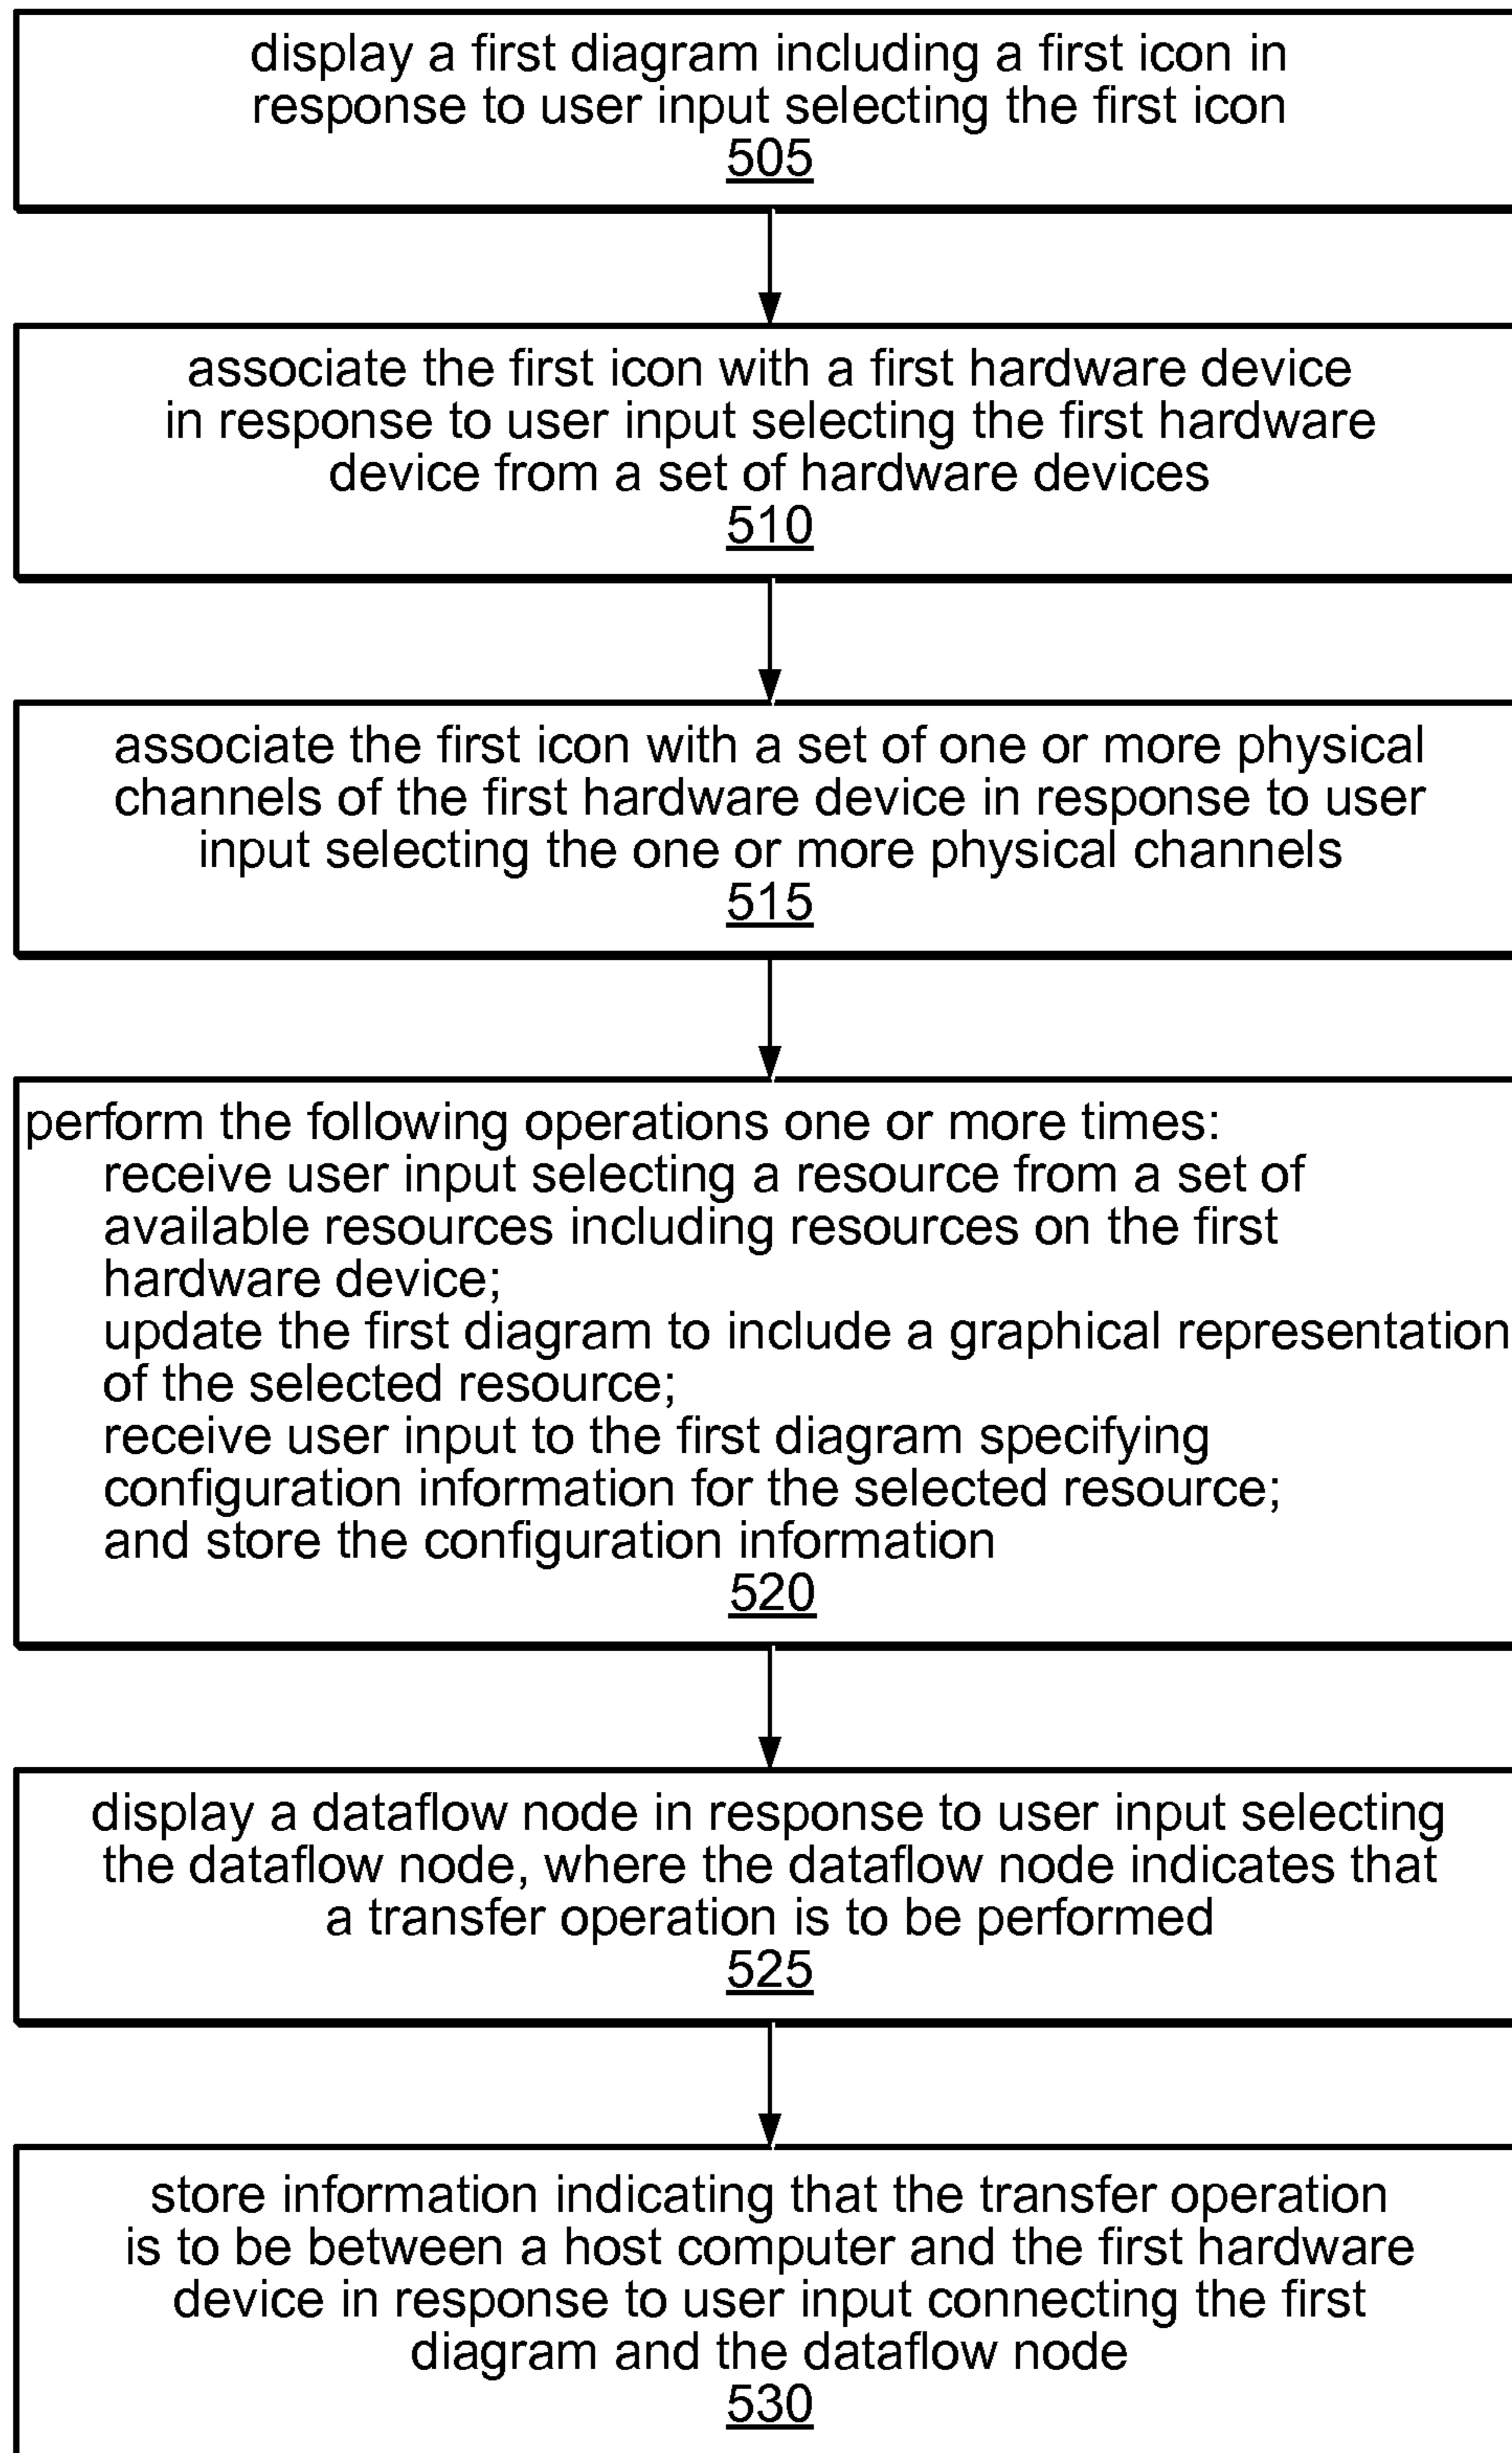 display a first diagram including a first icon in
response to user input selecting the first icon
505
associate the first icon with a first hardware device
in response to user input selecting the first hardware
device from a set of hardware devices
510
associate the first icon with a set of one or more physical
channels of the first hardware device in response to user
input selecting the one or more physical channels
515
perform the following operations one or more times:
receive user input selecting a resource from a set of
available resources including resources on the first
hardware device;
update the first diagram to include a graphical representation
of the selected resource;
receive user input to the first diagram specifying
configuration information for the selected resource;
and store the configuration information
520
display a dataflow node in response to user input selecting
the dataflow node, where the dataflow node indicates that
a transfer operation is to be performed
525
store information indicating that the transfer operation
is to be between a host computer and the first hardware
device in response to user input connecting the first
diagram and the dataflow node
530